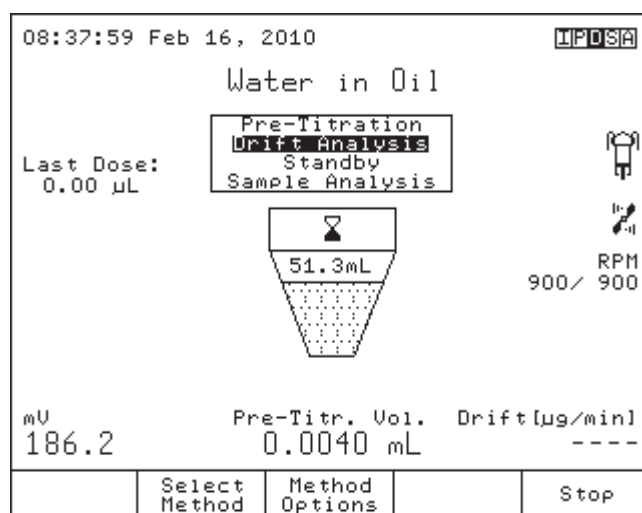 08:37:59 Feb 16, 2010 IPDSA
Water in Oil
Pre-Titration
Drift Analysis
Standby
Sample Analysis
Last Dose:
0.00 µL
51.3mL
RPM
900/ 900
mV
186.2
Pre-Titr. Vol.
0.0040 mL
Drift[µg/min]
----
Select
Method
Method
Options
Stop